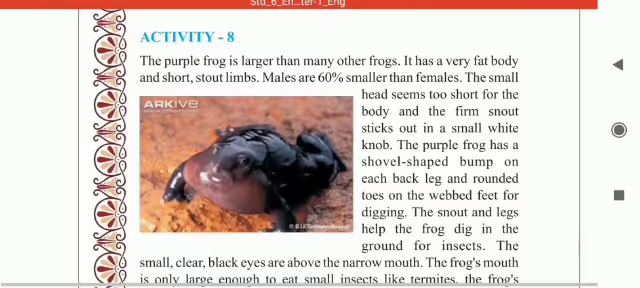 Std_6_En...ter-1_Eng
ACTIVITY - 8
The purple frog is larger than many other frogs. It has a very fat body
and short, stout limbs. Males are 60% smaller than females. The small
head seems too short for the
body and the firm snout
sticks out in a small white
knob. The purple frog has a
shovel-shaped bump on
each back leg and rounded
toes on the webbed feet for
digging. The snout and legs
help the frog dig in the
ground for insects. The
small, clear, black eyes are above the narrow mouth. The frog's mouth
is only large enough to eat small insects like termites. the frog's
ARKive